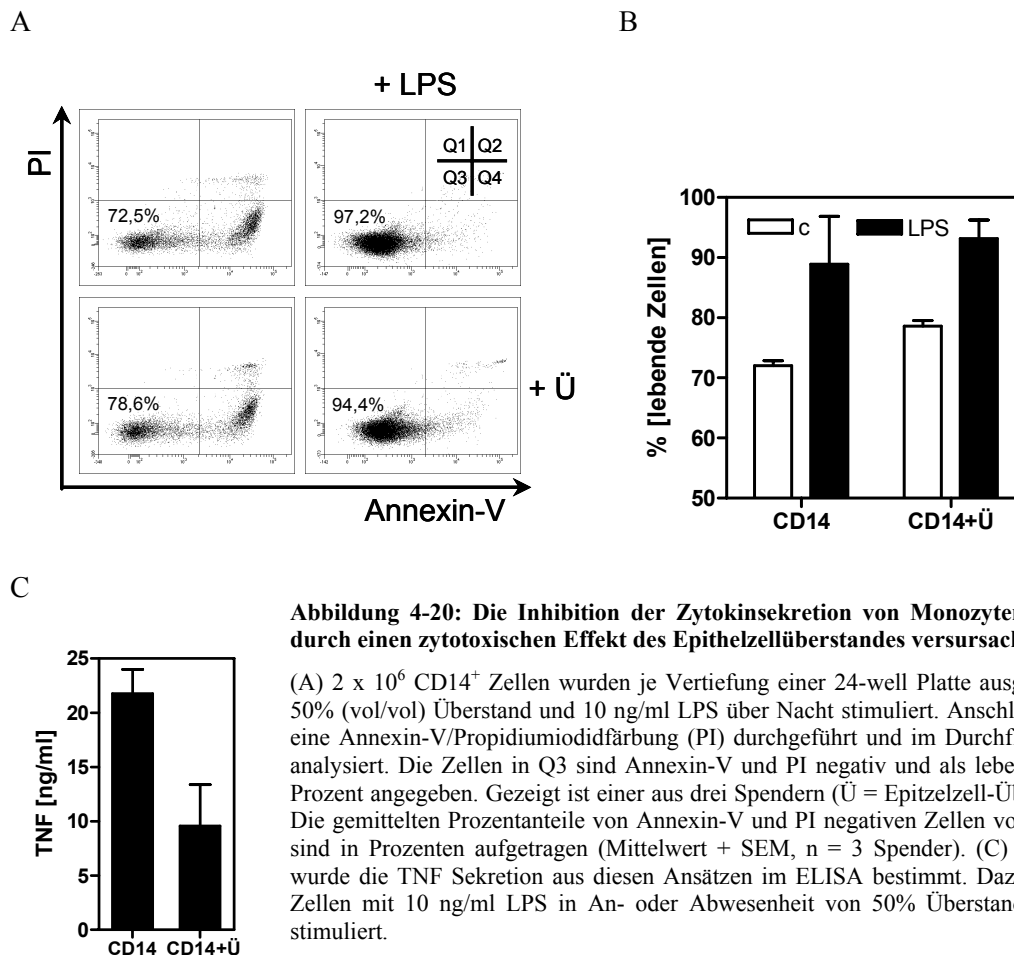 A
B
+ LPS
PI
Q1 Q2
Q3 Q4
72,5%
97,2%
78,6%
94,4%
+ Ü
Annexin-V
% [lebende Zellen]
100
90
80
70
60
50
c
LPS
CD14
CD14+Ü
C
TNF [ng/ml]
25
20
15
10
5
0
CD14
CD14+Ü
Abbildung 4-20: Die Inhibition der Zytokinsekretion von Monozyten
durch einen zytotoxischen Effekt des Epithelzellüberstandes versursach
(A) 2 x 10⁶ CD14⁺ Zellen wurden je Vertiefung einer 24-well Platte ausg
50% (vol/vol) Überstand und 10 ng/ml LPS über Nacht stimuliert. Anschl
eine Annexin-V/Propidiumiodidfärbung (PI) durchgeführt und im Durchf
analysiert. Die Zellen in Q3 sind Annexin-V und PI negativ und als lebe
Prozent angegeben. Gezeigt ist einer aus drei Spendern (Ü = Epitzelzell-Üb
Die gemittelten Prozentanteile von Annexin-V und PI negativen Zellen vo
sind in Prozenten aufgetragen (Mittelwert + SEM, n = 3 Spender). (C)
wurde die TNF Sekretion aus diesen Ansätzen im ELISA bestimmt. Daz
Zellen mit 10 ng/ml LPS in An- oder Abwesenheit von 50% Überstand
stimuliert.